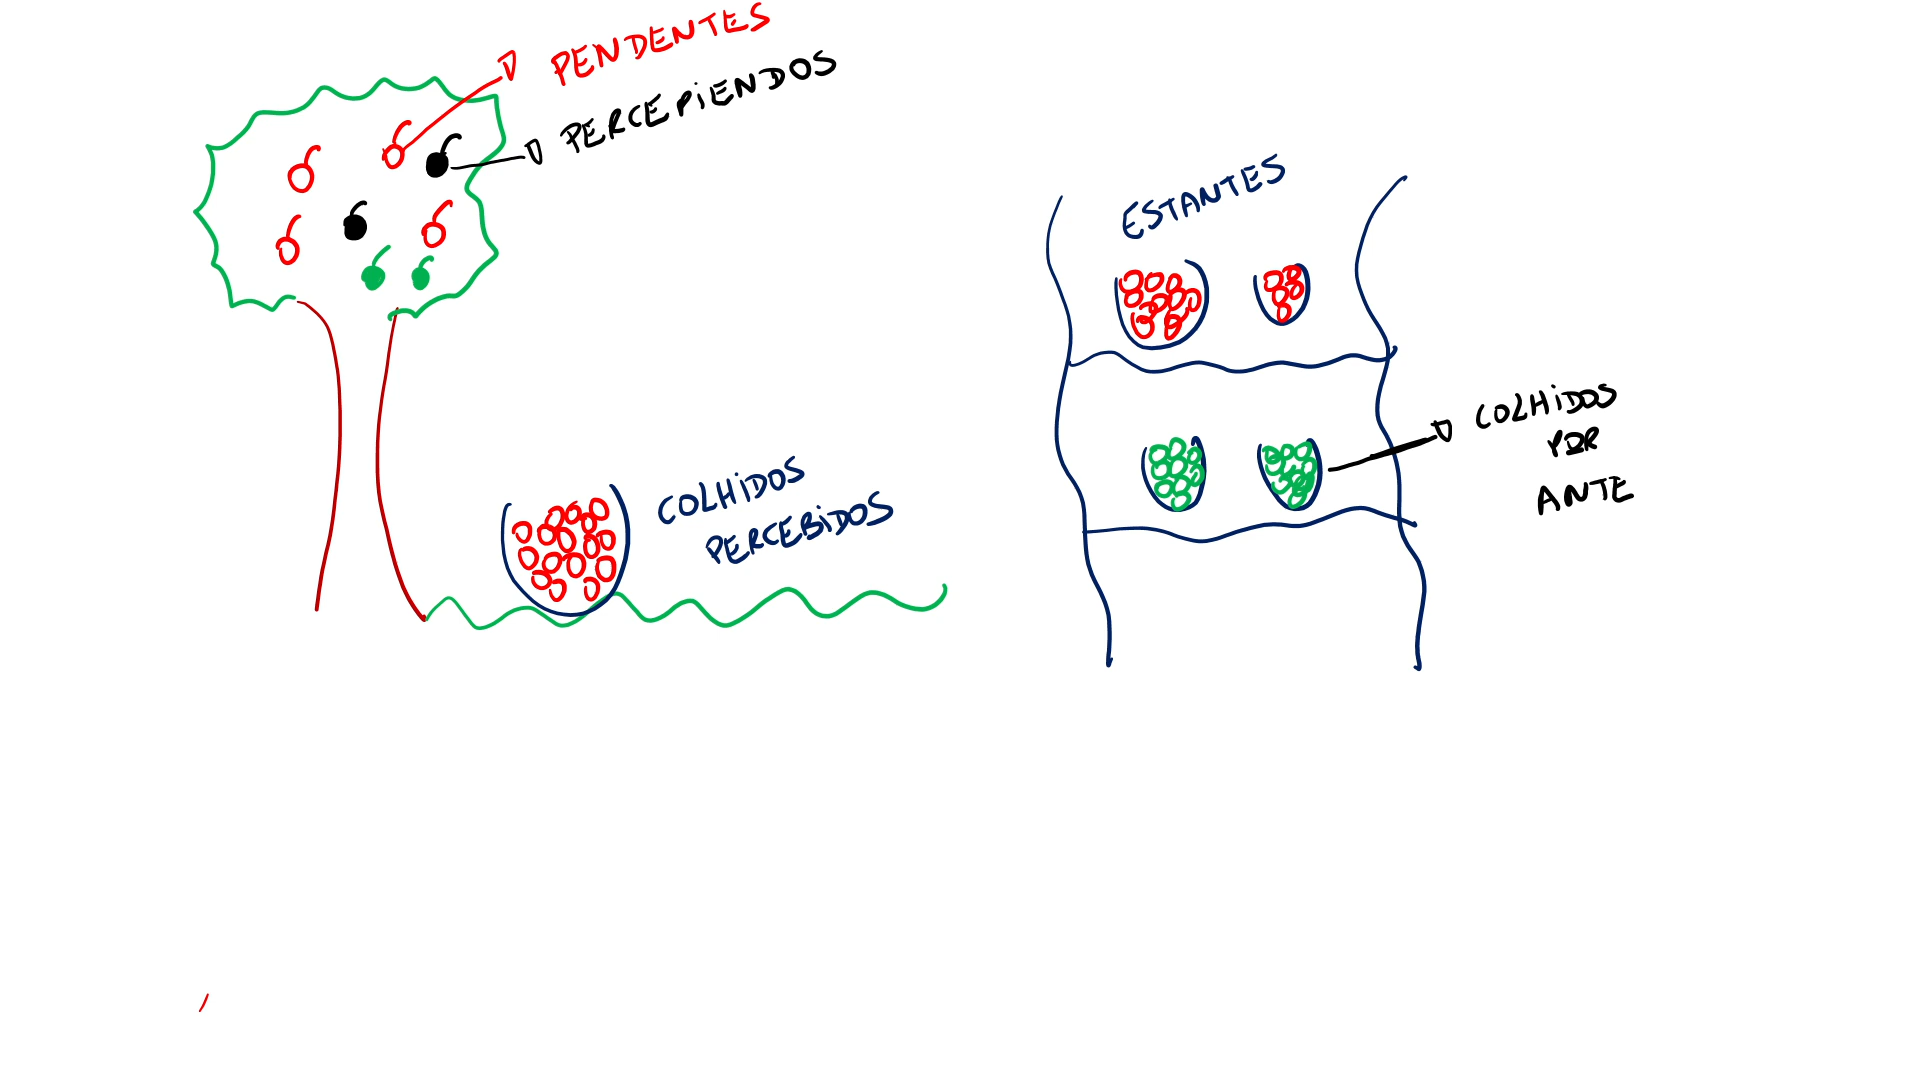 PENDENTES
PERCEPIENDOS
ESTANTES
COLHIDOS
POR
ANTE
COLHIDOS
PERCEBIDOS